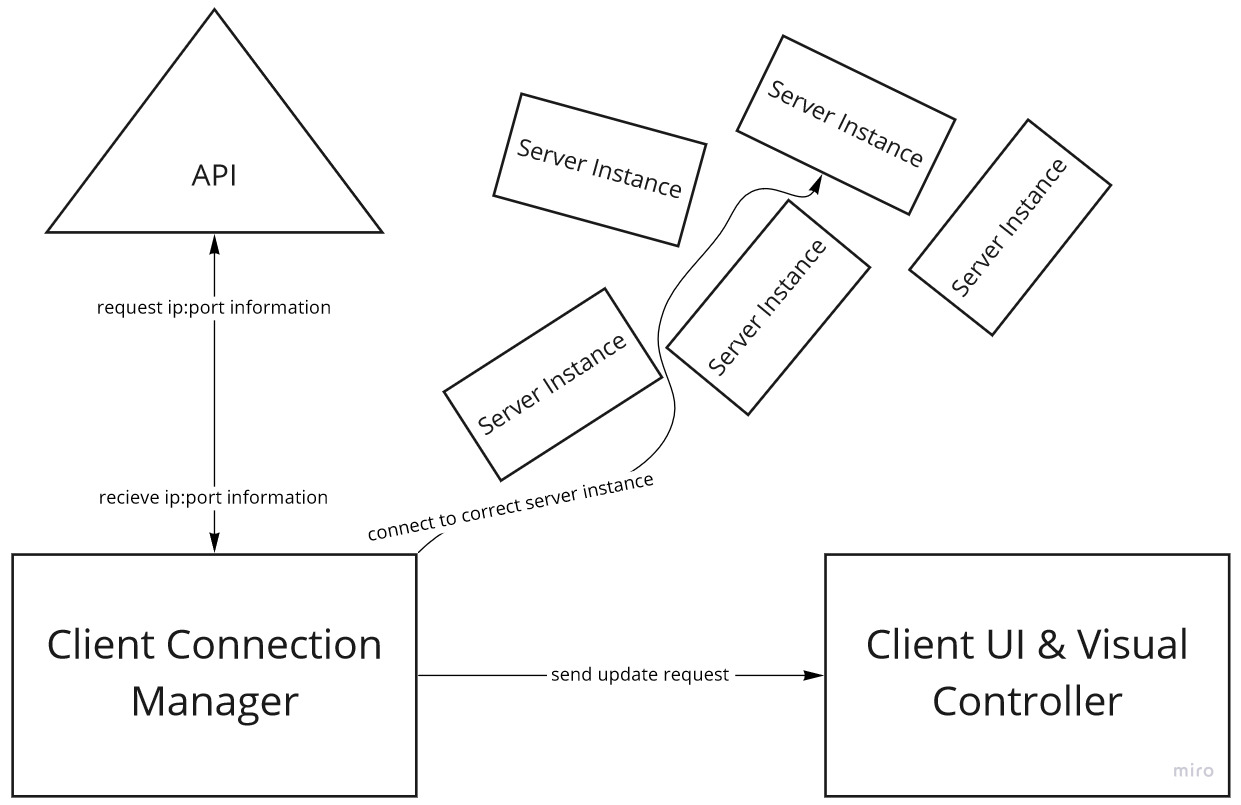 API
request ip:port information
recieve ip:port information
Server Instance
Server Instance
Server Instance
Server Instance
Server Instance
connect to correct server instance
Client Connection
Manager
send update request
Client UI & Visual
Controller
miro